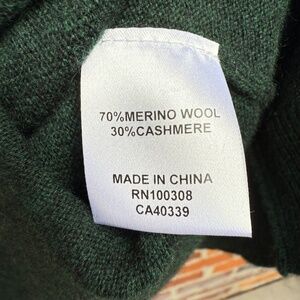 70%MERINO WOOL
30%CASHMERE
MADE IN CHINA
RN100308
CA40339